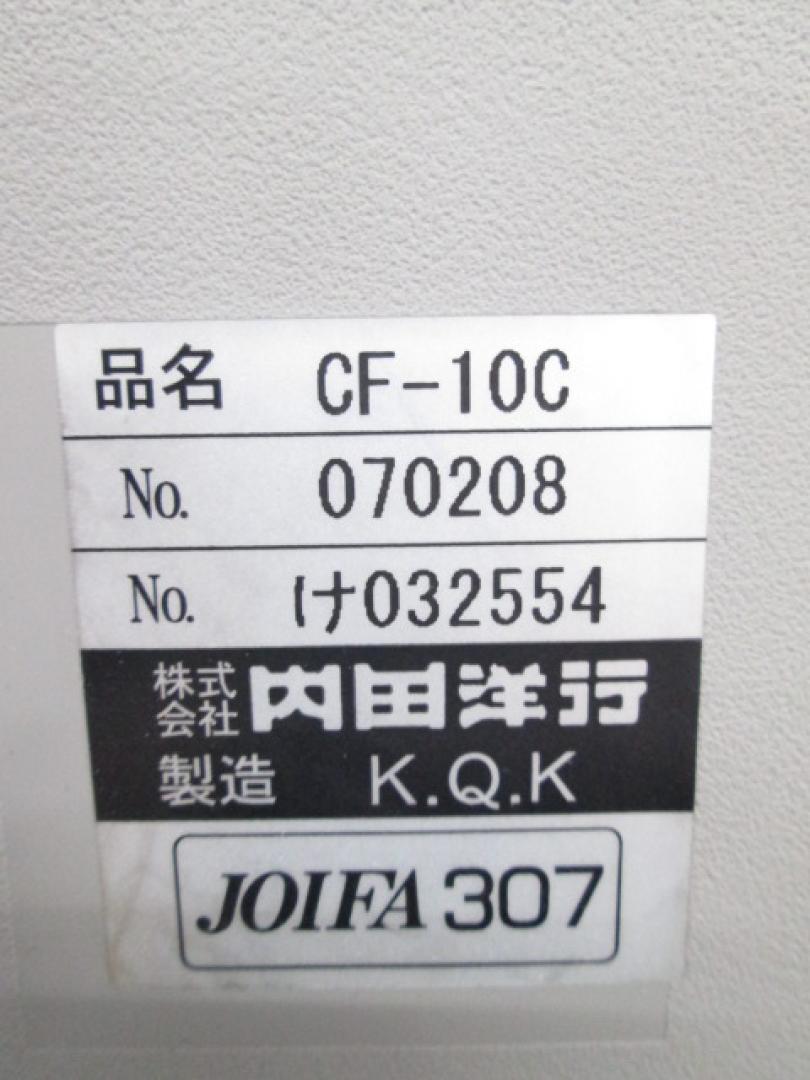 品名 CF-10C
No. 070208
No. け032554
株式会社 内田洋行
製造 K.Q.K
JOIFA 307